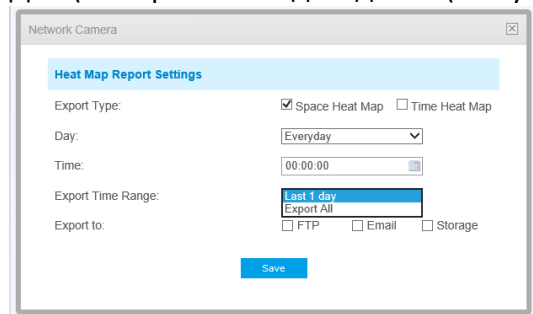 Network Camera
Heat Map Report Settings
Export Type: Space Heat Map Time Heat Map
Day: Everyday
Time: 00:00:00
Export Time Range: Last 1 day
Export All
Export to: FTP Email Storage
Save